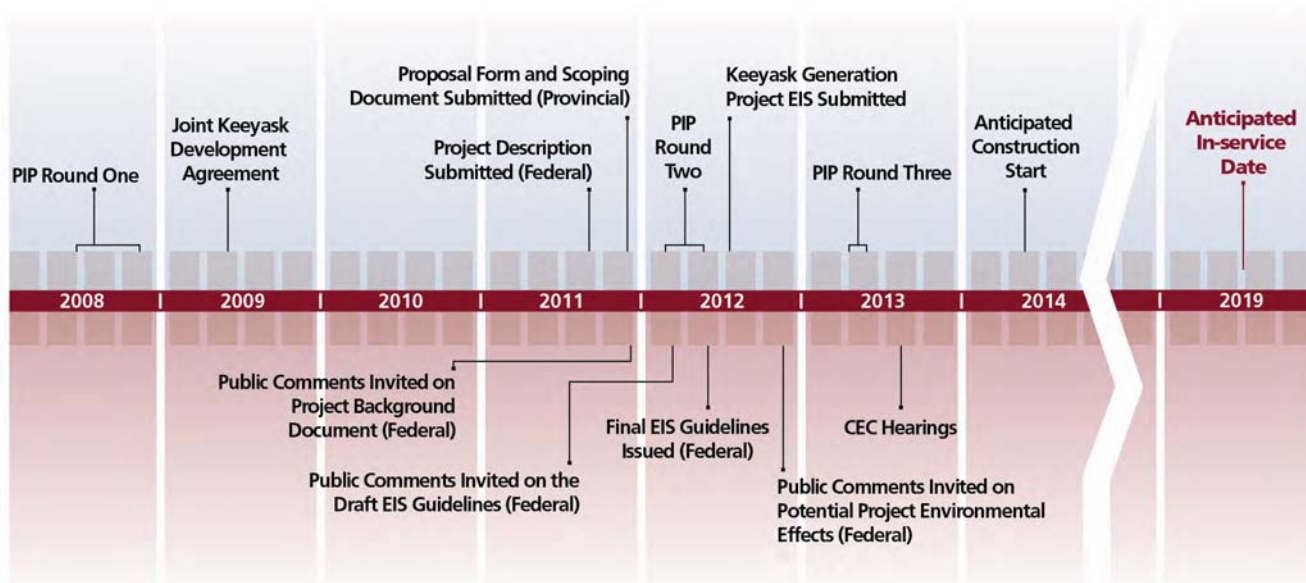 PIP Round One
Joint Keeyask
Development
Agreement
Proposal Form and Scoping
Document Submitted (Provincial)
Project Description
Submitted (Federal)
PIP
Round
Two
Keeyask Generation
Project EIS Submitted
PIP Round Three
Anticipated
Construction
Start
Anticipated
In-service
Date
2008
2009
2010
2011
2012
2013
2014
2019
Public Comments Invited on
Project Background
Document (Federal)
Public Comments Invited on the
Draft EIS Guidelines (Federal)
Final EIS Guidelines
Issued (Federal)
Public Comments Invited on
Potential Project Environmental
Effects (Federal)
CEC Hearings